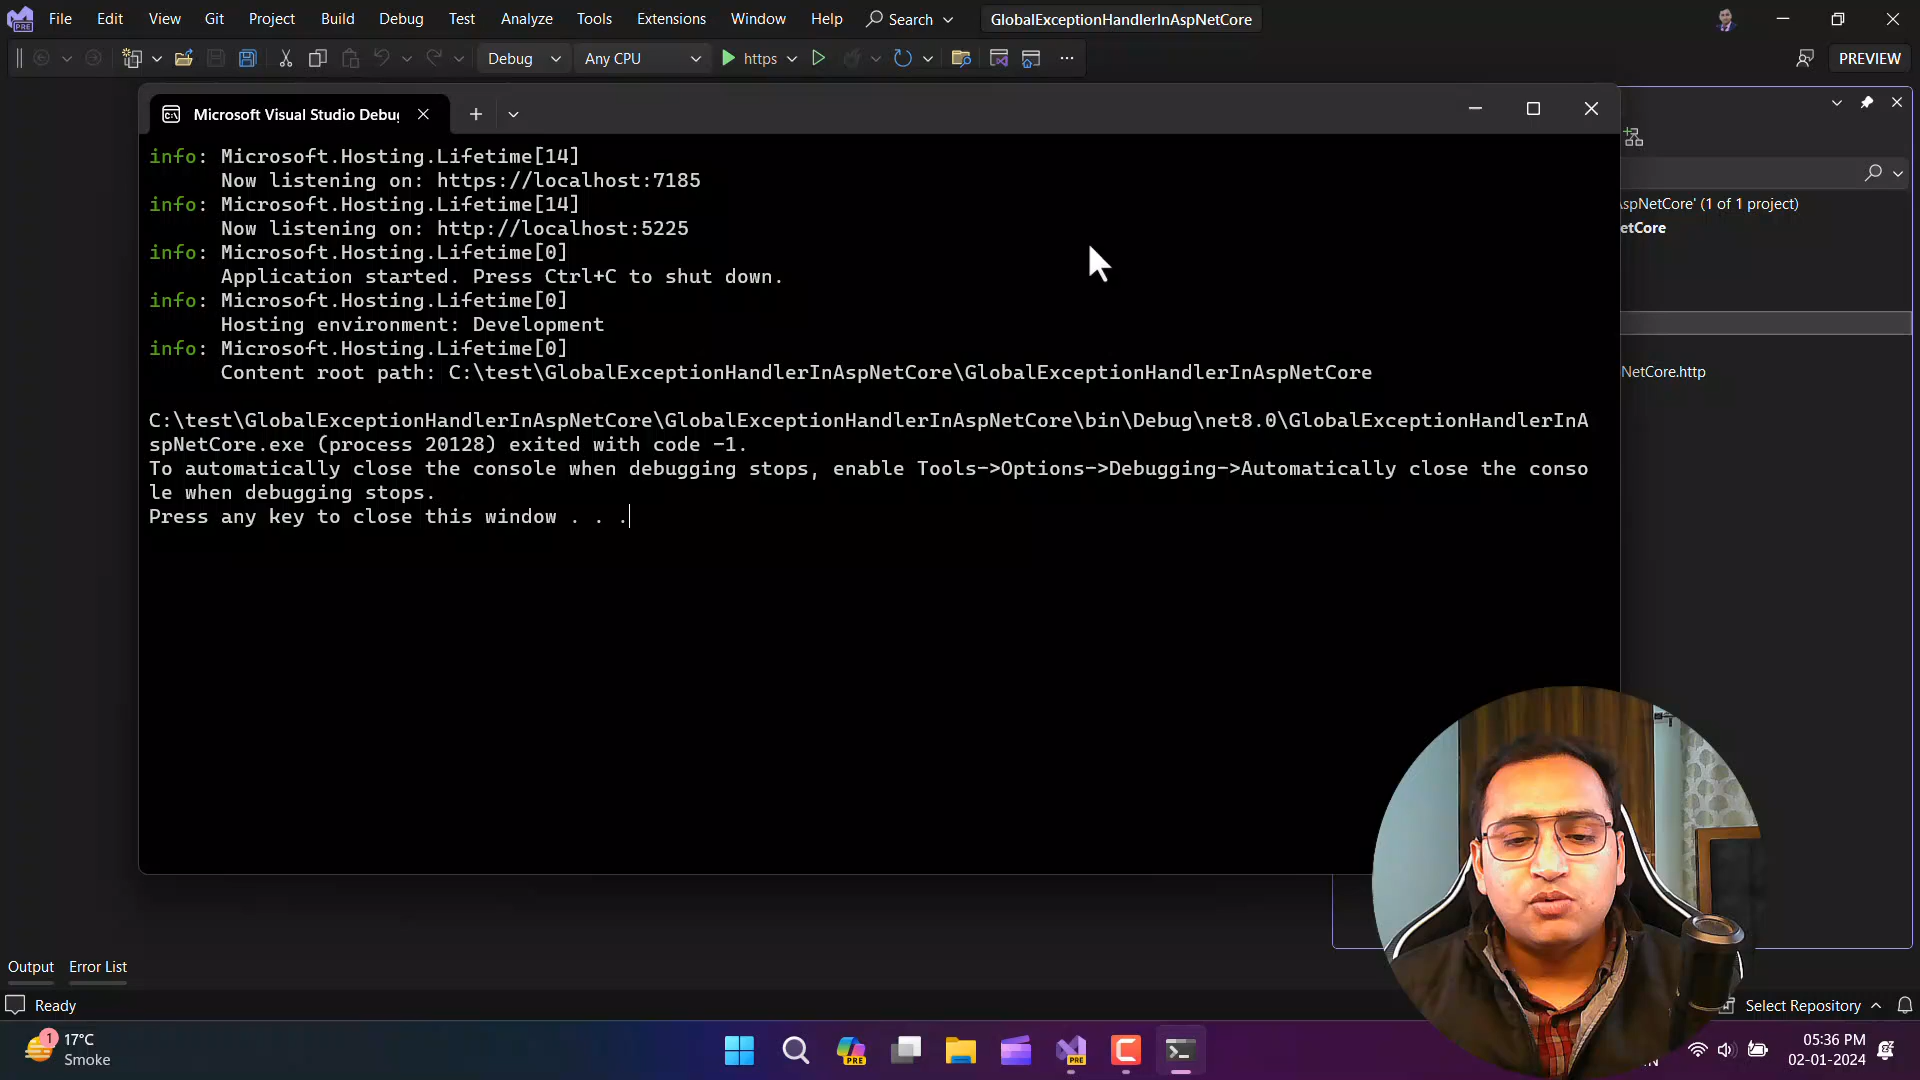 File Edit View Git Project Build Debug Test Analyze Tools Extensions Window Help Search GlobalExceptionHandlerInAspNetCore
Debug Any CPU https PREVIEW
Microsoft Visual Studio Debu
info: Microsoft.Hosting.Lifetime[14]
Now listening on: https://localhost:7185
info: Microsoft.Hosting.Lifetime[14]
Now listening on: http://localhost:5225
info: Microsoft.Hosting.Lifetime[0]
Application started. Press Ctrl+C to shut down.
info: Microsoft.Hosting.Lifetime[0]
Hosting environment: Development
info: Microsoft.Hosting.Lifetime[0]
Content root path: C:\test\GlobalExceptionHandlerInAspNetCore\GlobalExceptionHandlerInAspNetCore
C:\test\GlobalExceptionHandlerInAspNetCore\GlobalExceptionHandlerInAspNetCore\bin\Debug\net8.0\GlobalExceptionHandlerInA
spNetCore.exe (process 20128) exited with code -1.
To automatically close the console when debugging stops, enable Tools->Options->Debugging->Automatically close the conso
le when debugging stops.
Press any key to close this window . . .
spNetCore' (1 of 1 project)
etCore
NetCore.http
Output Error List
Ready
Select Repository
1
17°C
Smoke
PRE
PRE
05:36 PM
02-01-2024